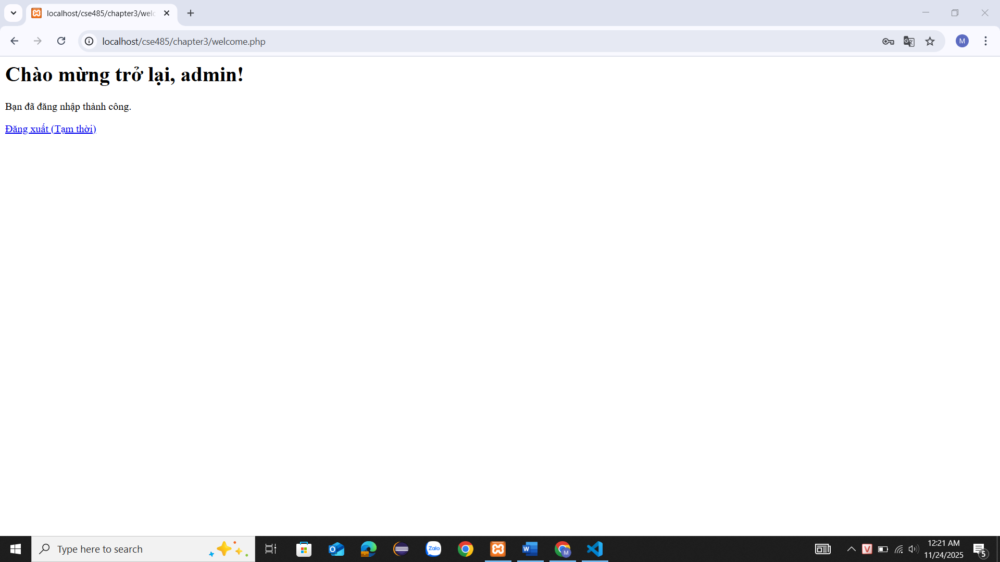 localhost/cse485/chapter3/welc
localhost/cse485/chapter3/welcome.php
M
Chào mừng trở lại, admin!
Bạn đã đăng nhập thành công.
Đăng xuất (Tạm thời)
Type here to search
Zalo
M
V
12:21 AM
11/24/2025
5